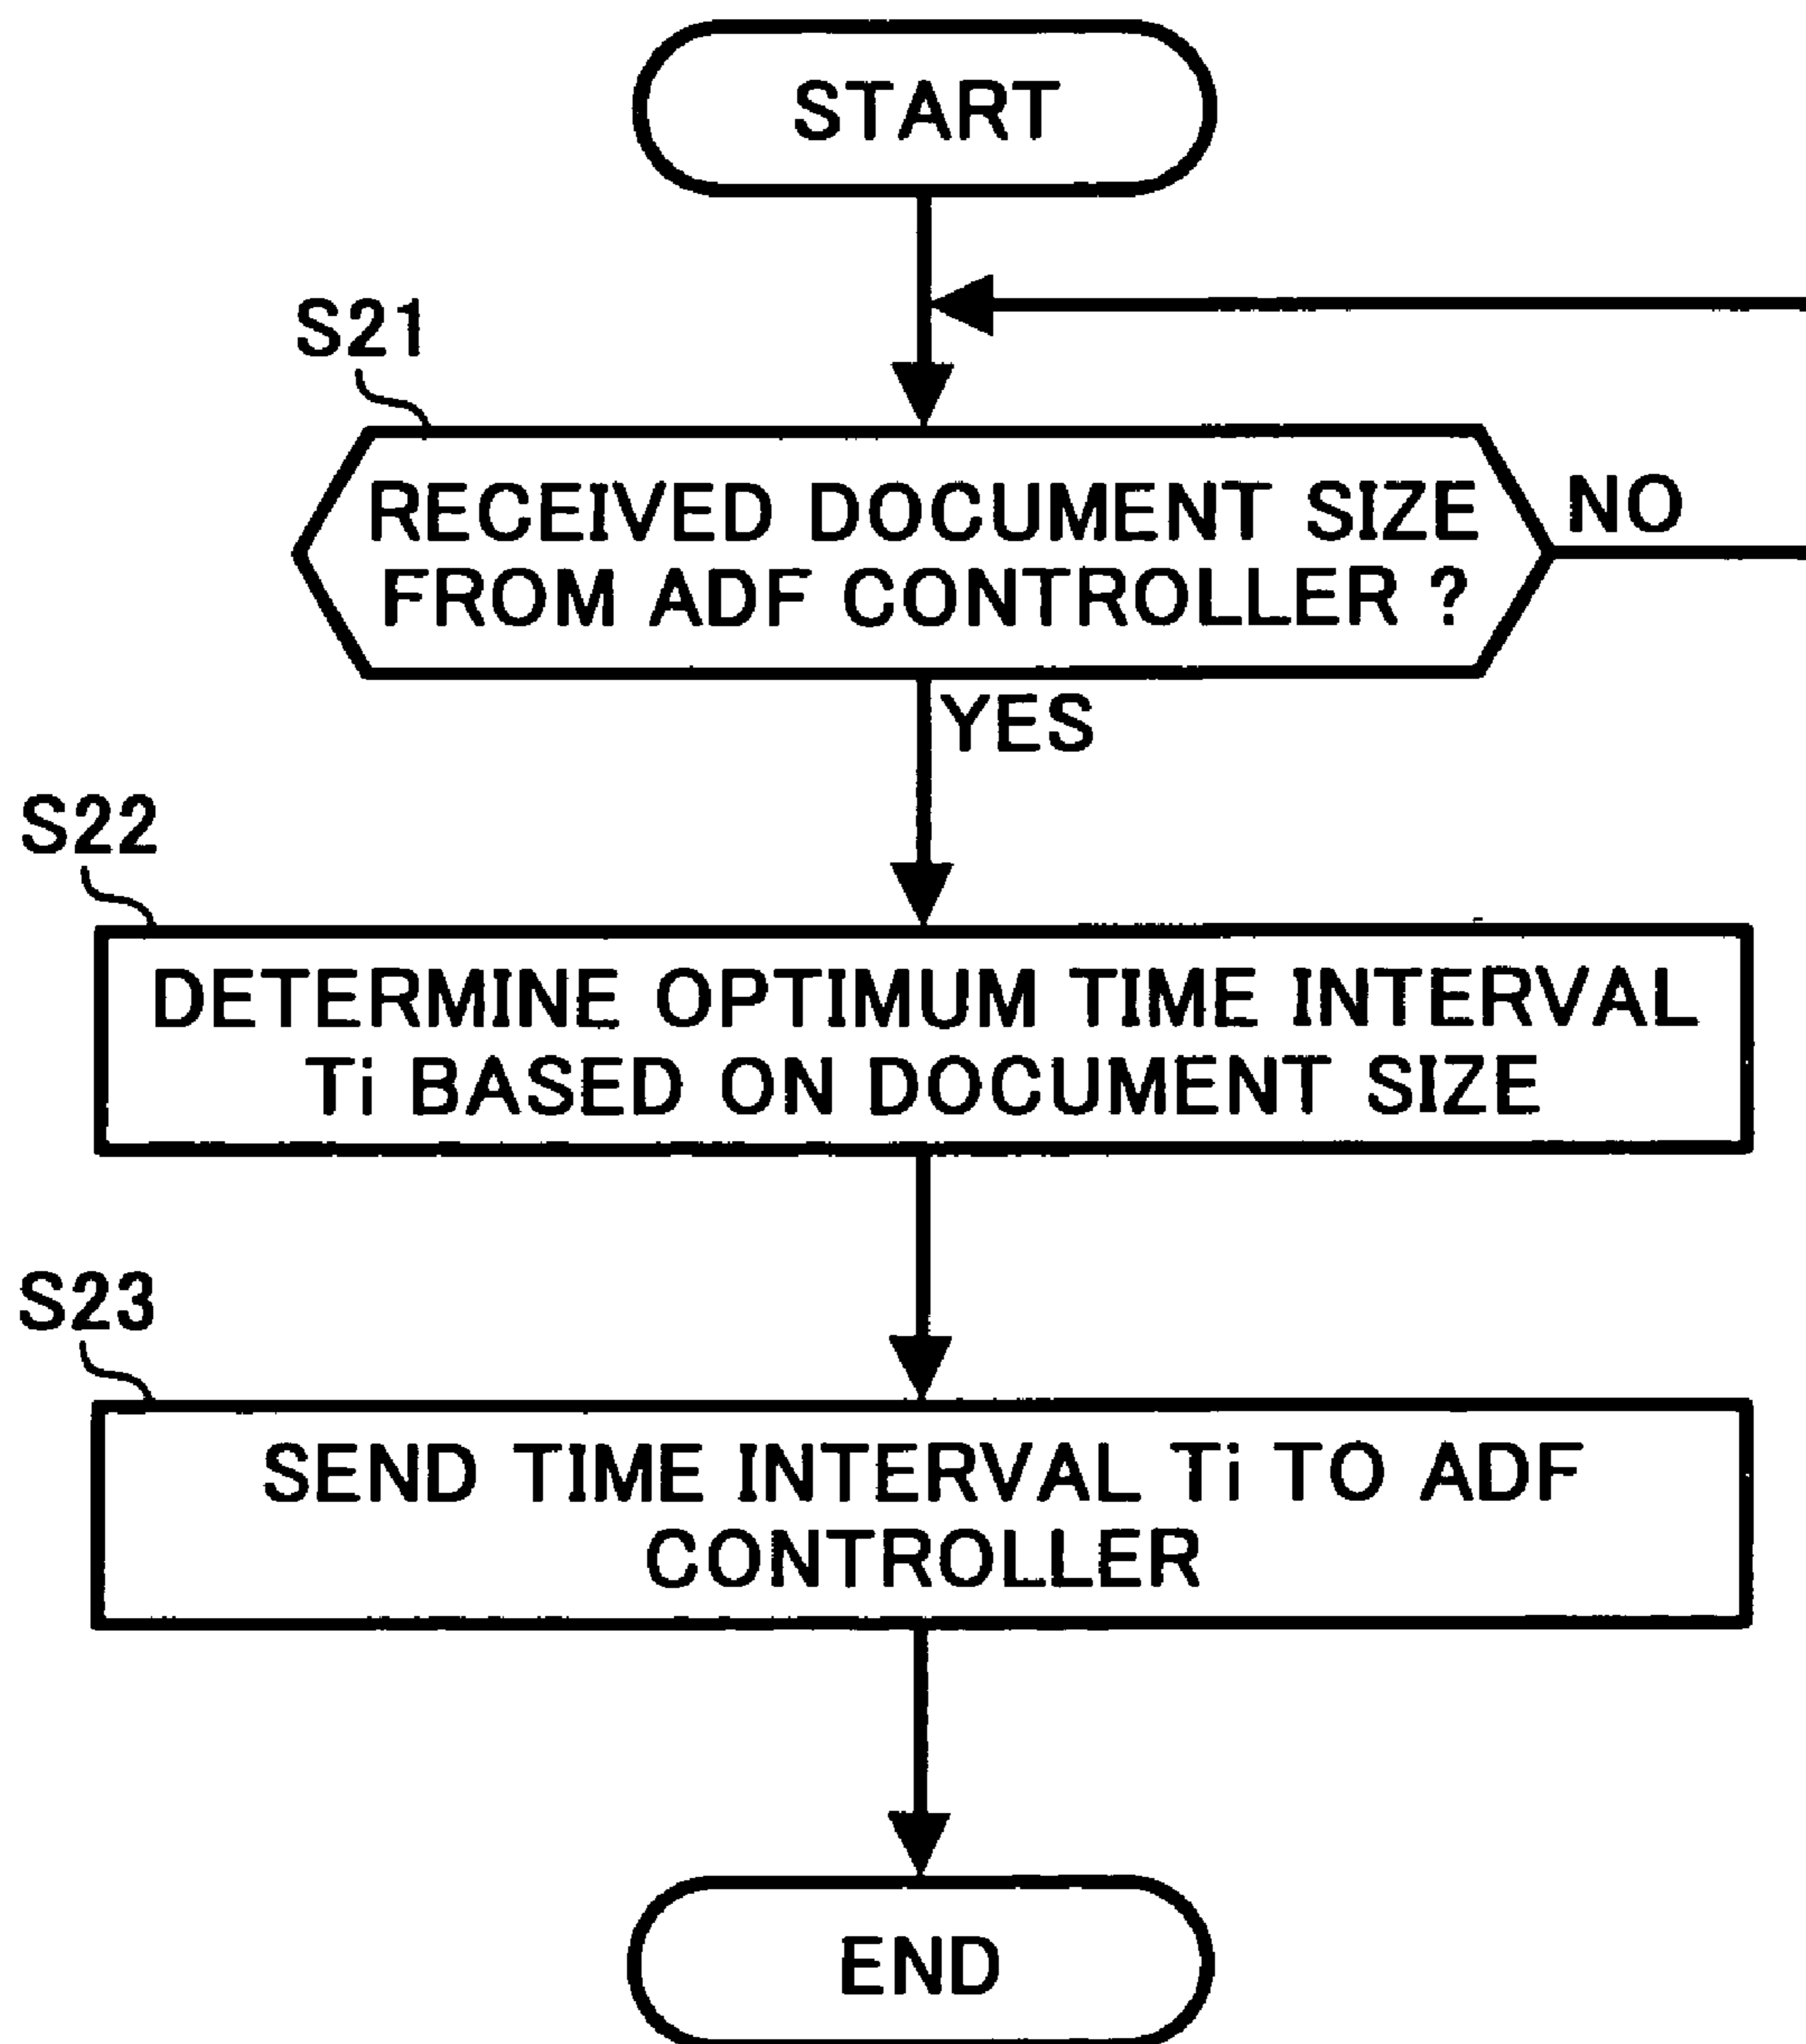 START
S21
RECEIVED DOCUMENT SIZE
FROM ADF CONTROLLER ?
NO
YES
S22
DETERMINE OPTIMUM TIME INTERVAL
Ti BASED ON DOCUMENT SIZE
S23
SEND TIME INTERVAL Ti TO ADF
CONTROLLER
END